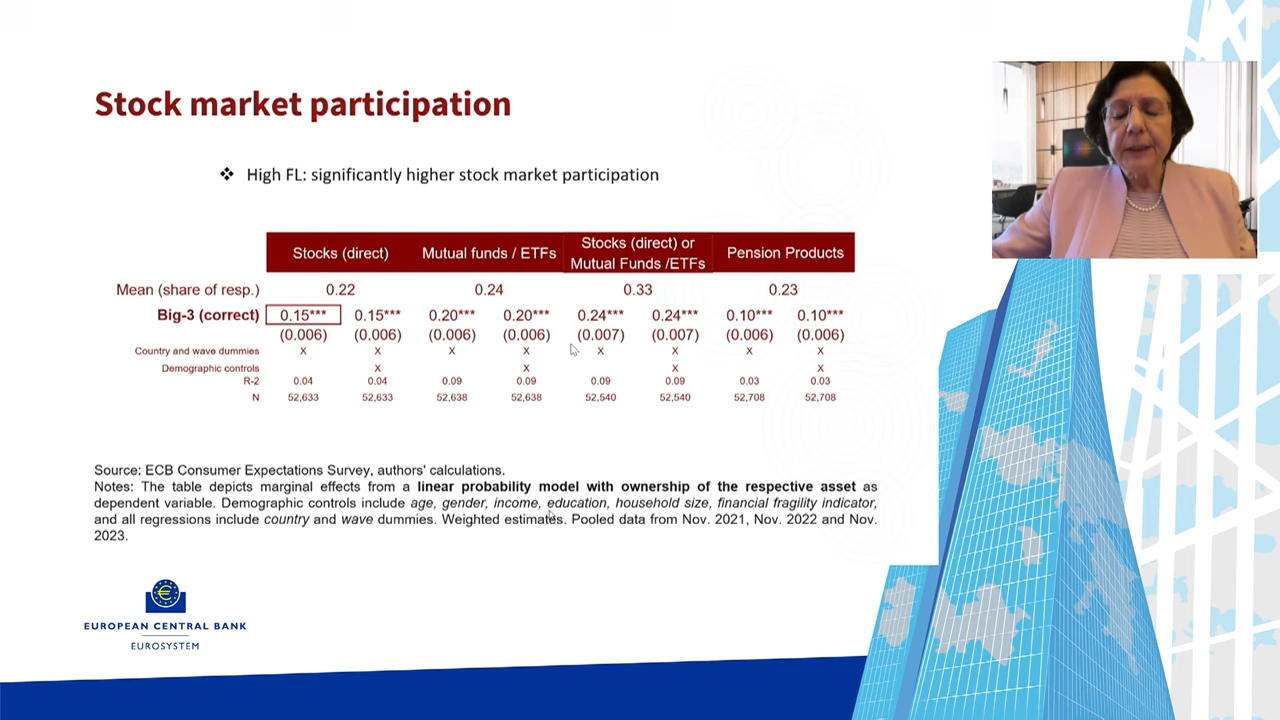 Stock market participation
❖ High FL: significantly higher stock market participation
Stocks (direct) Mutual funds / ETFs Stocks (direct) or Mutual Funds /ETFs Pension Products
Mean (share of resp.) 0.22 0.24 0.33 0.23
Big-3 (correct) 0.15*** 0.15*** 0.20*** 0.20*** 0.24*** 0.24*** 0.10*** 0.10***
(0.006) (0.006) (0.006) (0.006) (0.007) (0.007) (0.006) (0.006)
Country and wave dummies X X X X X X X X
Demographic controls X X X X
R-2 0.04 0.04 0.09 0.09 0.09 0.09 0.03 0.03
N 52,633 52,633 52,638 52,638 52,540 52,540 52,708 52,708
Source: ECB Consumer Expectations Survey, authors' calculations.
Notes: The table depicts marginal effects from a linear probability model with ownership of the respective asset as
dependent variable. Demographic controls include age, gender, income, education, household size, financial fragility indicator,
and all regressions include country and wave dummies. Weighted estimates. Pooled data from Nov. 2021, Nov. 2022 and Nov.
2023.
EUROPEAN CENTRAL BANK
EUROSYSTEM